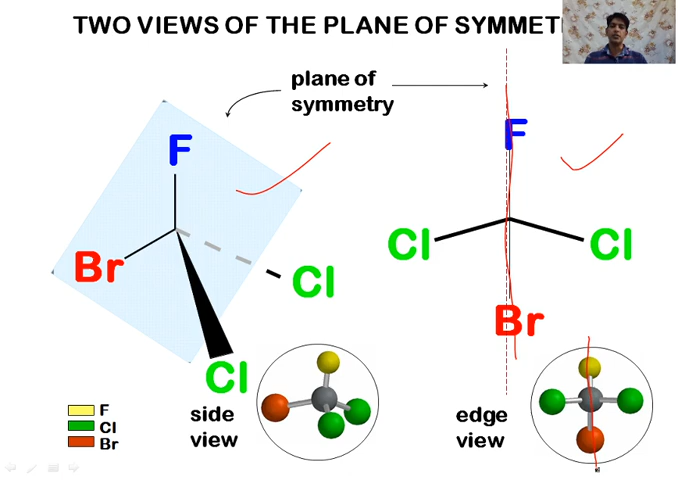 TWO VIEWS OF THE PLANE OF SYMMET
plane of
symmetry
F
Br
Cl
Cl
F
Cl
Cl
Br
F
Cl
Br
side
view
edge
view